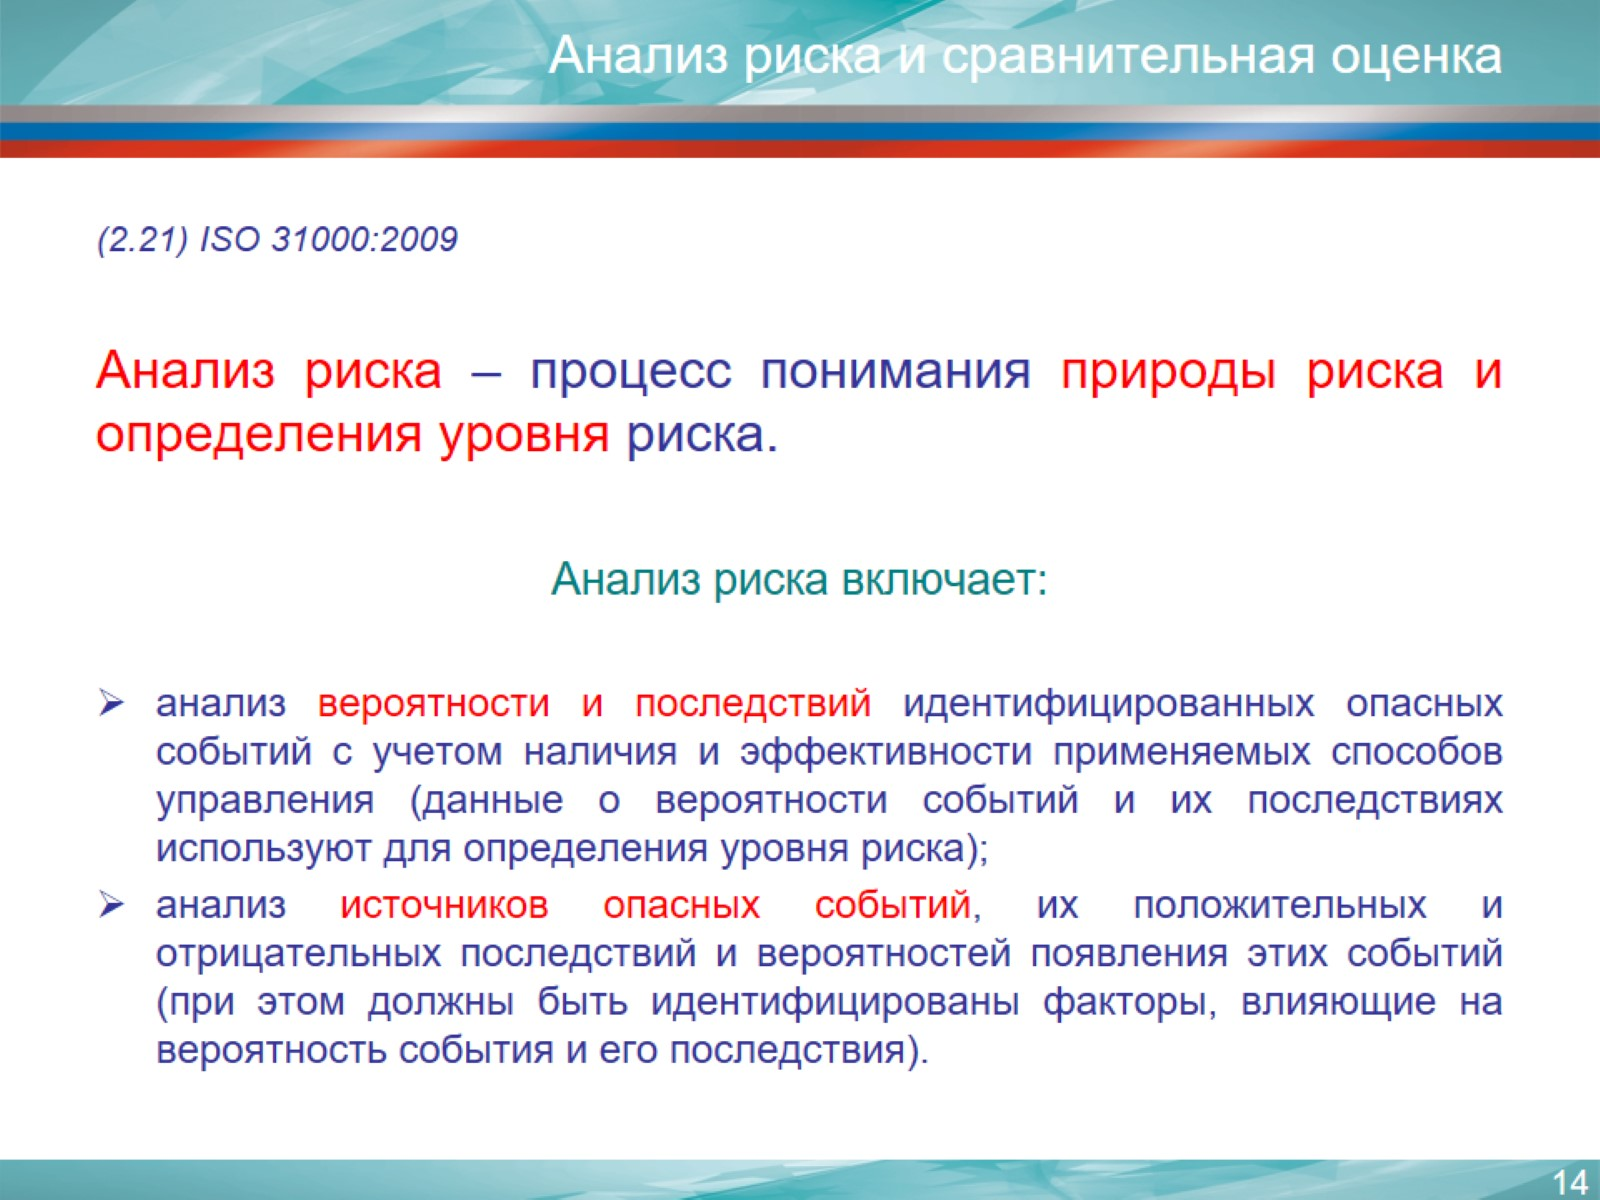 Анализ риска и сравнительная оценка
(2.21) ISO 31000:2009
Анализ риска – процесс понимания природы риска и
определения уровня риска.
Анализ риска включает:
➢ анализ вероятности и последствий идентифицированных опасных
событий с учетом наличия и эффективности применяемых способов
управления (данные о вероятности событий и их последствиях
используют для определения уровня риска);
➢ анализ источников опасных событий, их положительных и
отрицательных последствий и вероятностей появления этих событий
(при этом должны быть идентифицированы факторы, влияющие на
вероятность события и его последствия).
14